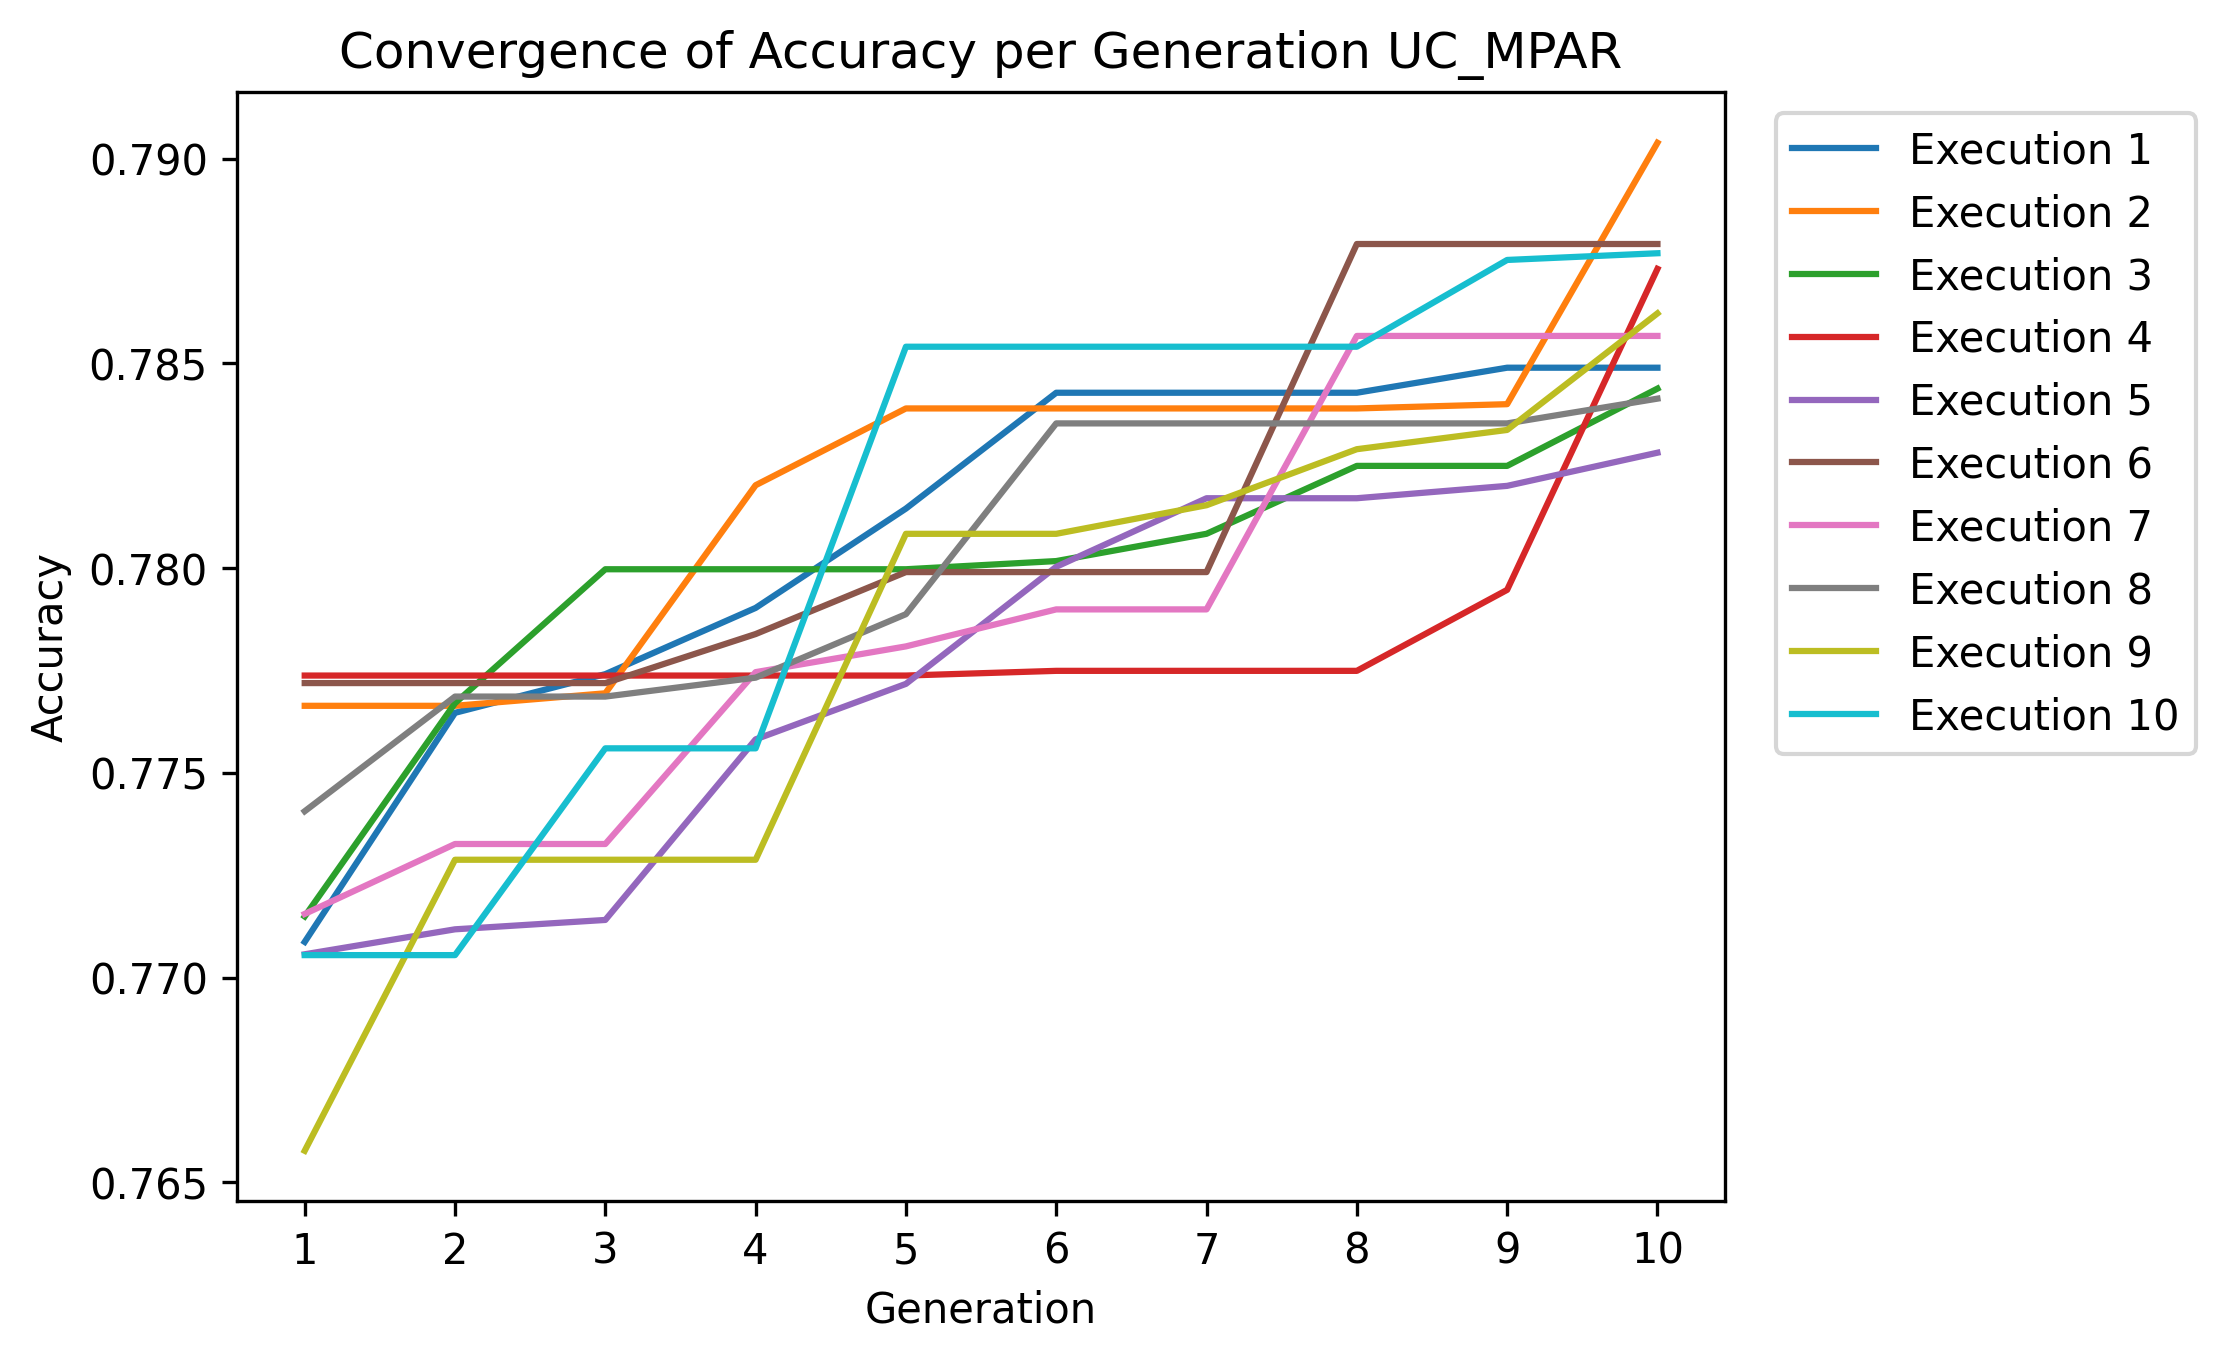 Convergence of Accuracy per Generation UC_MPAR
0.790
0.785
0.780
0.775
0.770
0.765
Accuracy
1 2 3 4 5 6 7 8 9 10
Generation
Execution 1
Execution 2
Execution 3
Execution 4
Execution 5
Execution 6
Execution 7
Execution 8
Execution 9
Execution 10